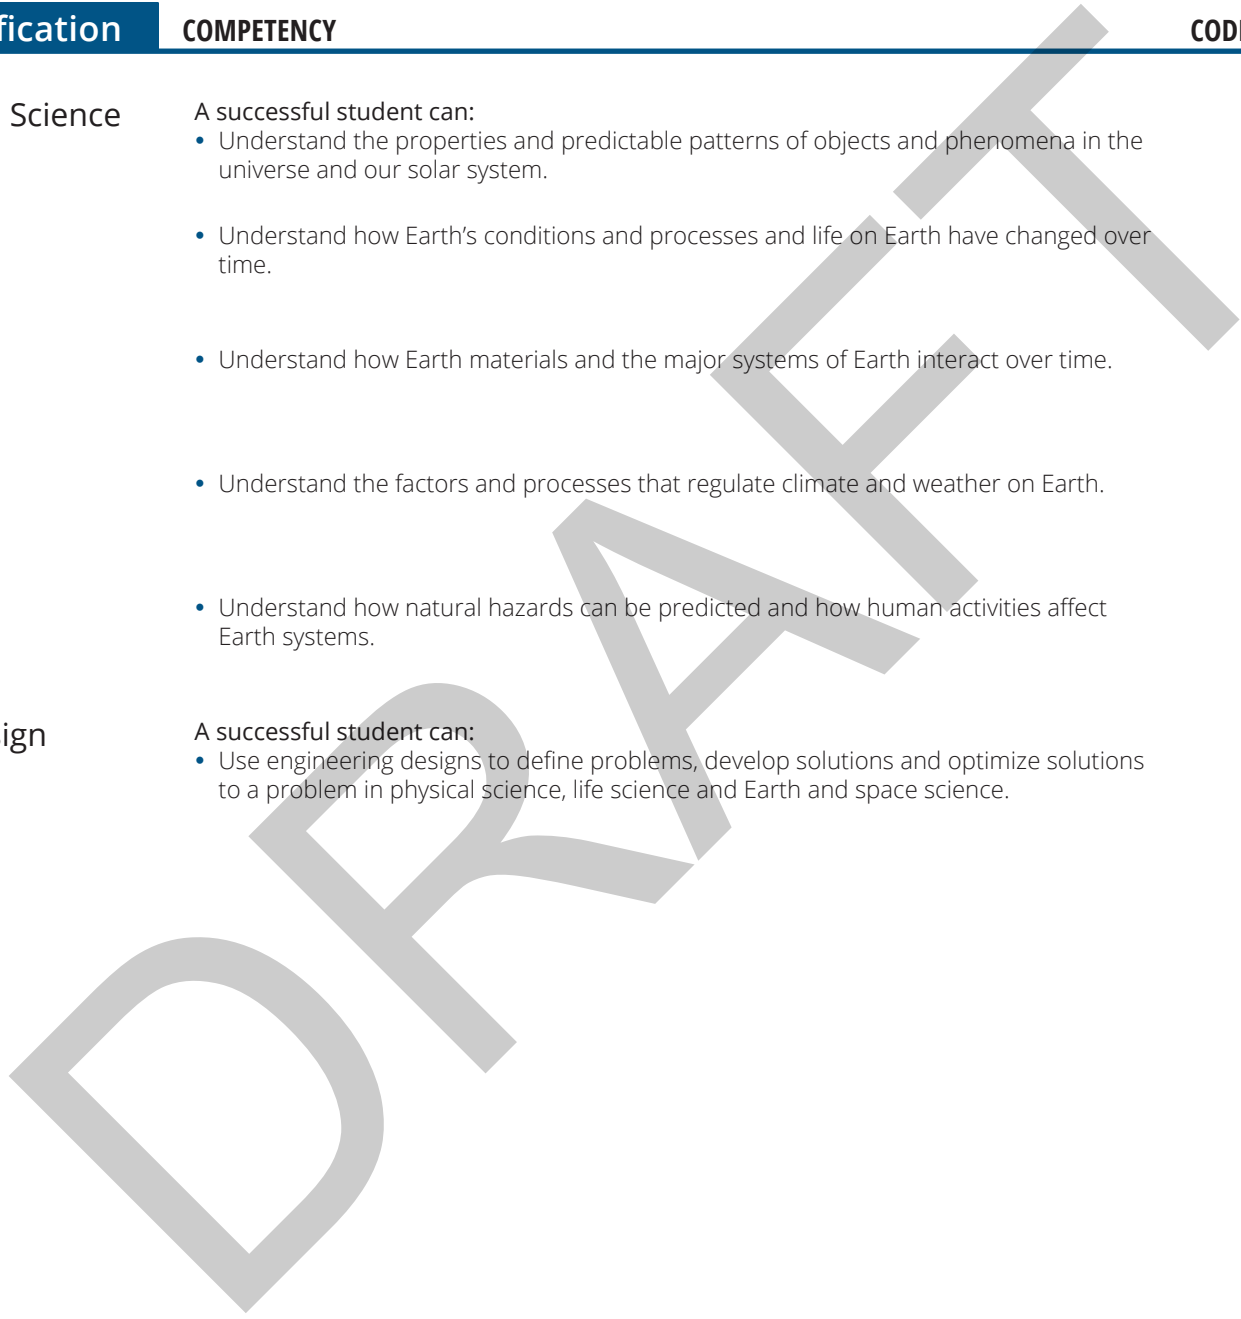 fication COMPETENCY COD
Science
A successful student can:
• Understand the properties and predictable patterns of objects and phenomena in the
universe and our solar system.
• Understand how Earth’s conditions and processes and life on Earth have changed over
time.
• Understand how Earth materials and the major systems of Earth interact over time.
• Understand the factors and processes that regulate climate and weather on Earth.
• Understand how natural hazards can be predicted and how human activities affect
Earth systems.
ign
A successful student can:
• Use engineering designs to define problems, develop solutions and optimize solutions
to a problem in physical science, life science and Earth and space science.
DRAFT